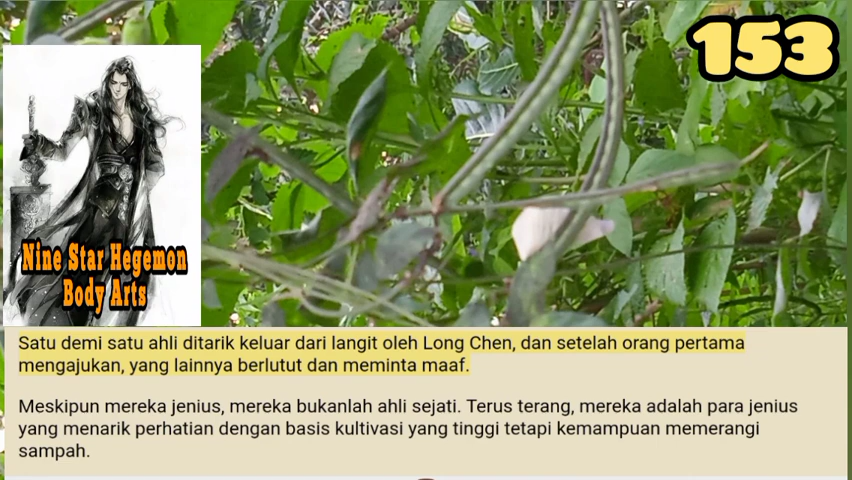 153
Nine Star Hegemon
Body Arts
Satu demi satu ahli ditarik keluar dari langit oleh Long Chen, dan setelah orang pertama
mengajukan, yang lainnya berlutut dan meminta maaf.
Meskipun mereka jenius, mereka bukanlah ahli sejati. Terus terang, mereka adalah para jenius
yang menarik perhatian dengan basis kultivasi yang tinggi tetapi kemampuan memerangi
sampah.